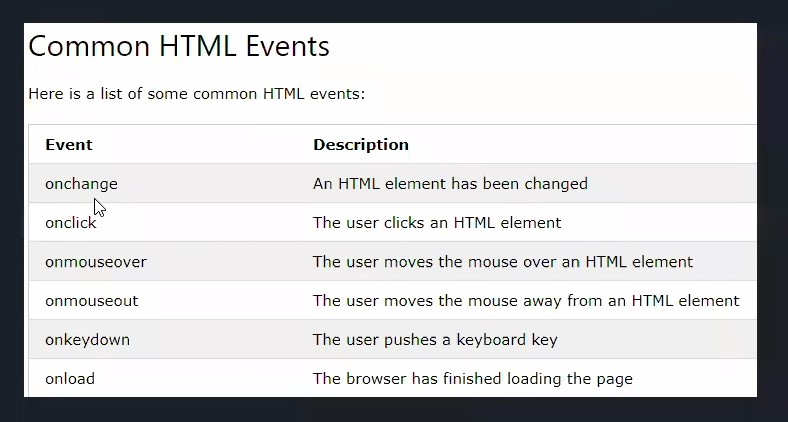 Common HTML Events
Here is a list of some common HTML events:
Event Description
onchange An HTML element has been changed
onclick The user clicks an HTML element
onmouseover The user moves the mouse over an HTML element
onmouseout The user moves the mouse away from an HTML element
onkeydown The user pushes a keyboard key
onload The browser has finished loading the page